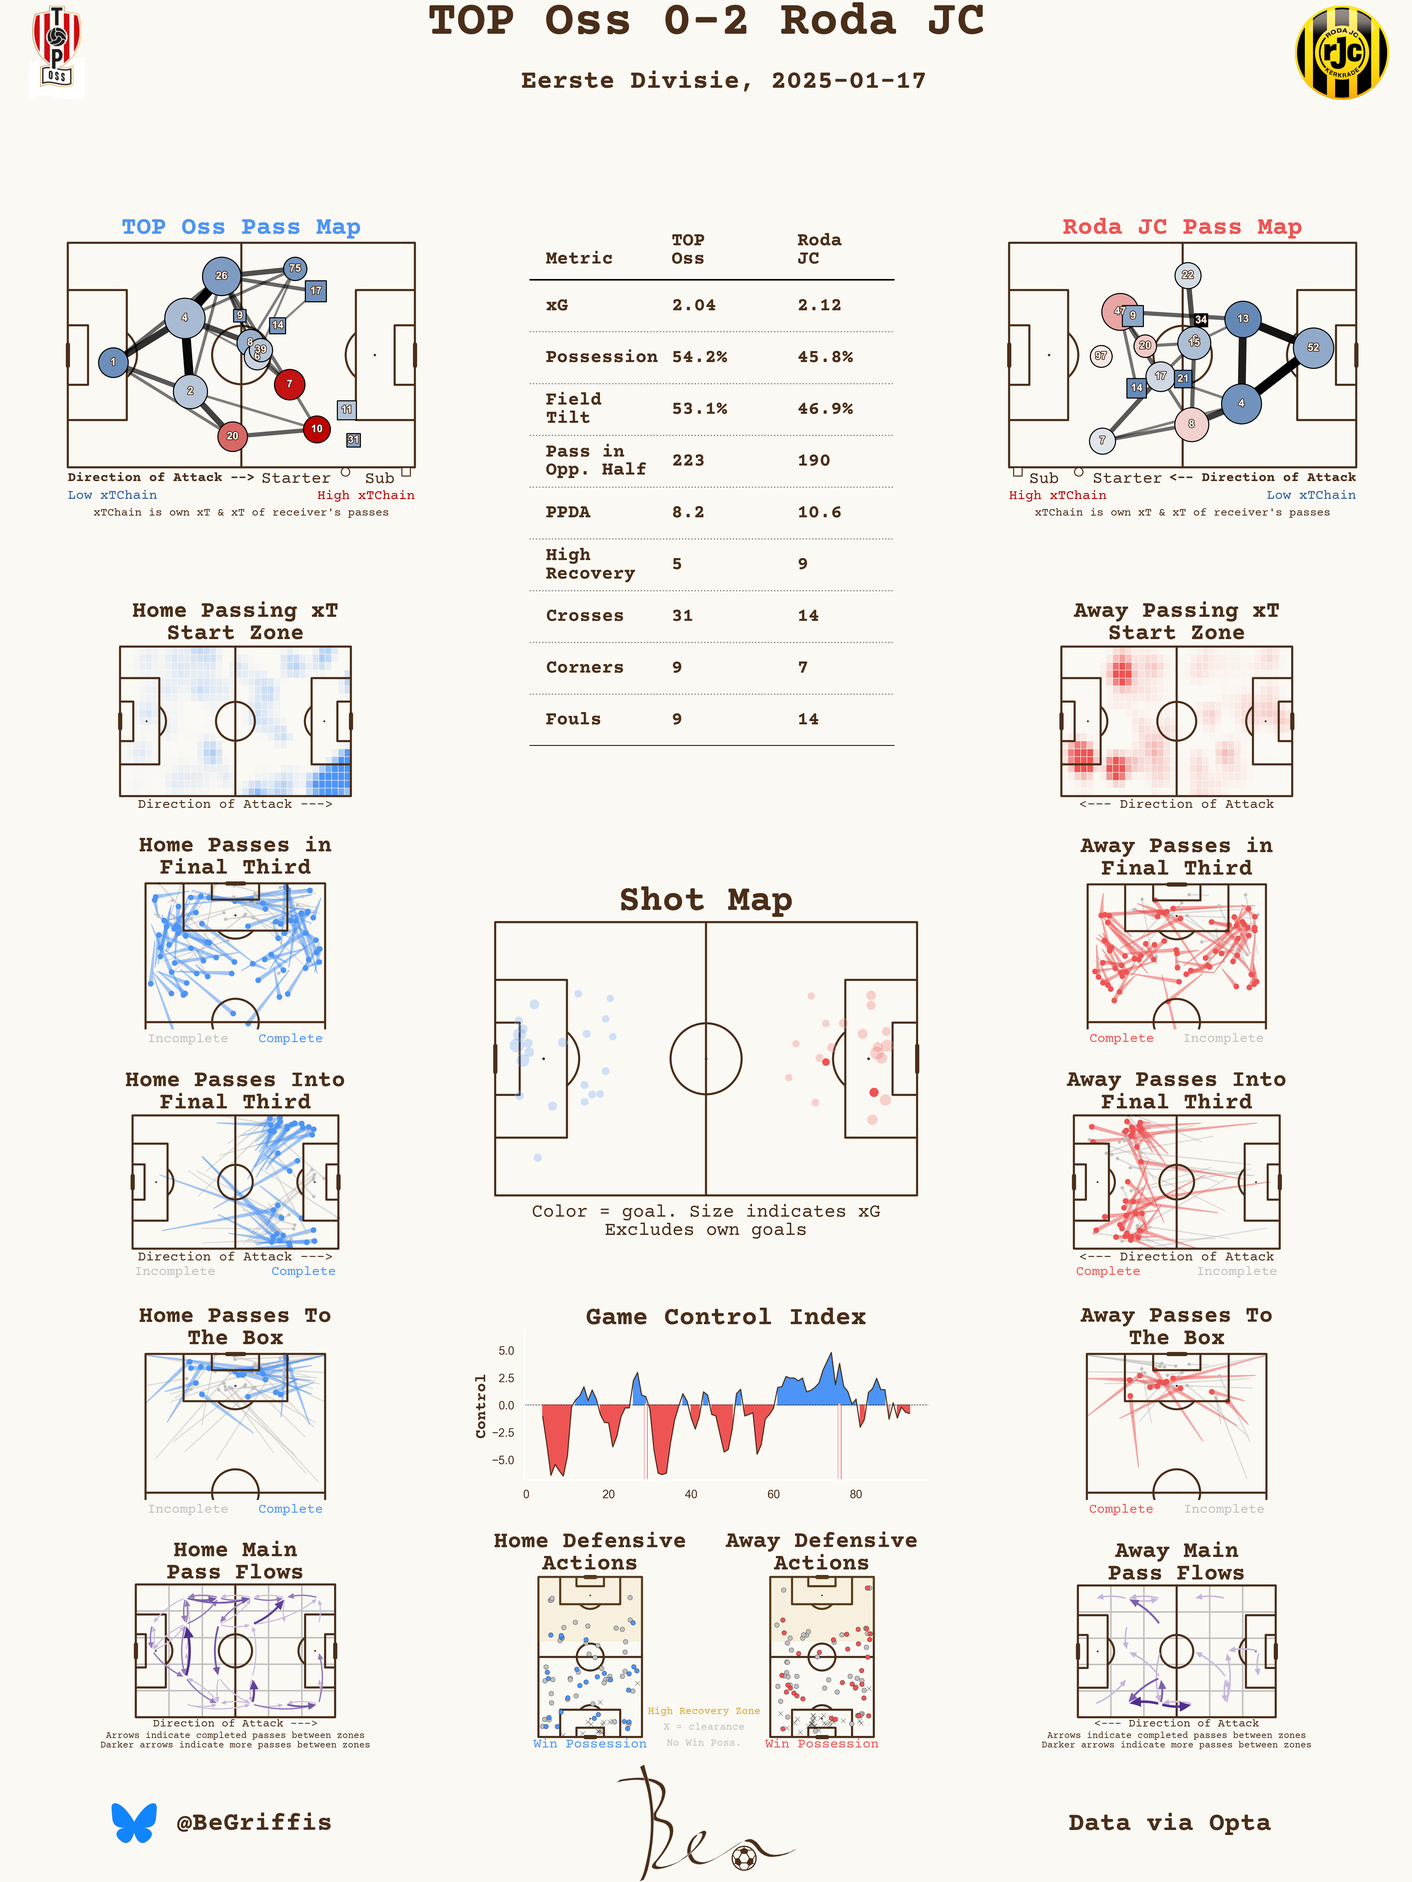 TOP Oss 0-2 Roda JC
Eerste Divisie, 2025-01-17
T
O
P
OSS
RODA JC
rJc
KERKRADE
TOP Oss Pass Map
26
75
17
4
9
14
8
39
6
1
7
2
11
20
10
31
Direction of Attack --> Starter Sub
Low xTChain High xTChain
xTChain is own xT & xT of receiver's passes
Metric TOP Oss Roda JC
xG 2.04 2.12
Possession 54.2% 45.8%
Field Tilt 53.1% 46.9%
Pass in Opp. Half 223 190
PPDA 8.2 10.6
High Recovery 5 9
Crosses 31 14
Corners 9 7
Fouls 9 14
Roda JC Pass Map
22
47
9
34
13
20
15
52
97
17
21
14
4
8
7
Sub Starter <-- Direction of Attack
High xTChain Low xTChain
xTChain is own xT & xT of receiver's passes
Home Passing xT
Start Zone
Direction of Attack --->
Away Passing xT
Start Zone
<--- Direction of Attack
Home Passes in
Final Third
Incomplete Complete
Away Passes in
Final Third
Complete Incomplete
Shot Map
Color = goal. Size indicates xG
Excludes own goals
Home Passes Into
Final Third
Direction of Attack --->
Incomplete Complete
Away Passes Into
Final Third
<--- Direction of Attack
Complete Incomplete
Home Passes To
The Box
Incomplete Complete
Game Control Index
Control
5.0
2.5
0.0
−2.5
−5.0
0 20 40 60 80
Away Passes To
The Box
Complete Incomplete
Home Main
Pass Flows
Direction of Attack --->
Arrows indicate completed passes between zones
Darker arrows indicate more passes between zones
Home Defensive
Actions
Win Possession
Away Defensive
Actions
Win Possession
High Recovery Zone
X = clearance
No Win Poss.
Away Main
Pass Flows
<--- Direction of Attack
Arrows indicate completed passes between zones
Darker arrows indicate more passes between zones
@BeGriffis
Ben
Data via Opta